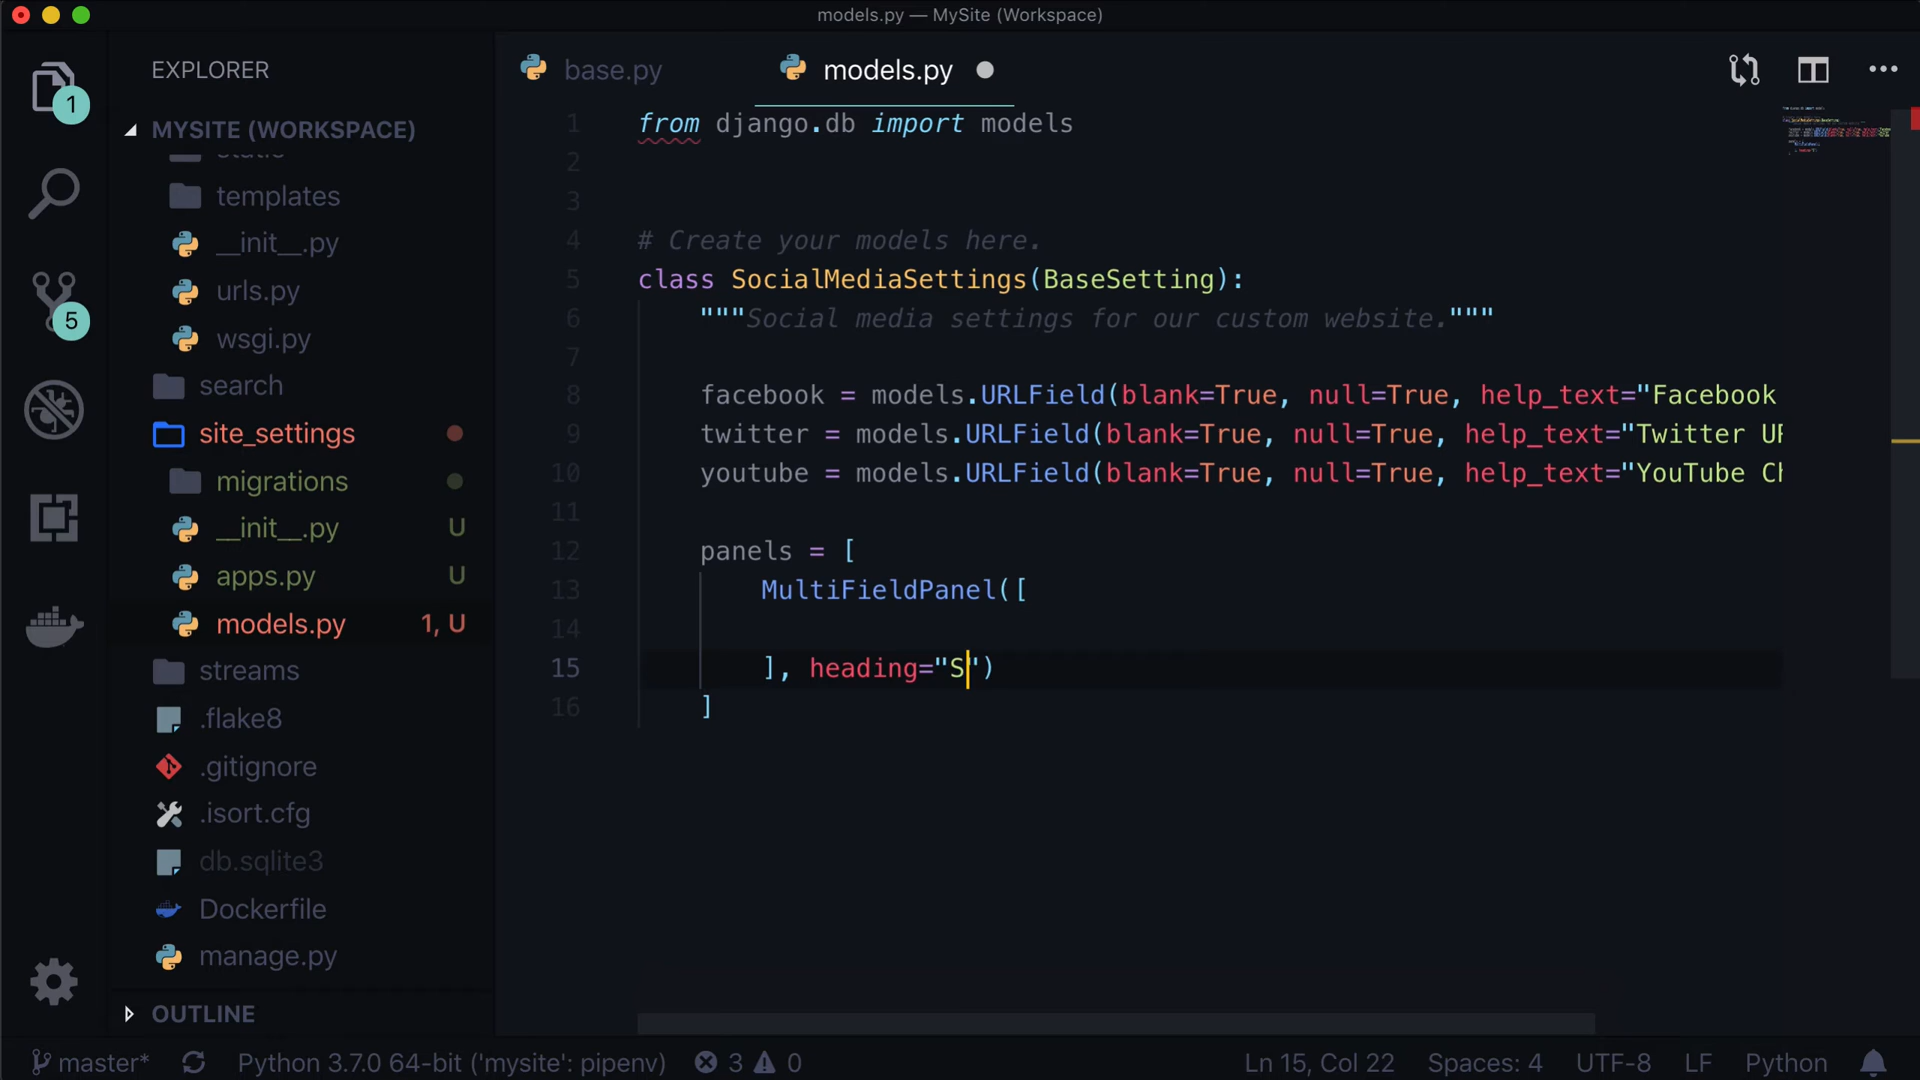 models.py — MySite (Workspace)
EXPLORER
MYSITE (WORKSPACE)
templates
__init__.py
urls.py
wsgi.py
search
site_settings
migrations
__init__.py U
apps.py U
models.py 1, U
streams
.flake8
.gitignore
.isort.cfg
db.sqlite3
Dockerfile
manage.py
OUTLINE
1
5
base.py
models.py
1 from django.db import models
2
3
4 # Create your models here.
5 class SocialMediaSettings(BaseSetting):
6 """Social media settings for our custom website."""
7
8 facebook = models.URLField(blank=True, null=True, help_text="Facebook
9 twitter = models.URLField(blank=True, null=True, help_text="Twitter
10 youtube = models.URLField(blank=True, null=True, help_text="YouTube
11
12 panels = [
13 MultiFieldPanel([
14
15 ], heading="S")
16 ]
master* Python 3.7.0 64-bit ('mysite': pipenv) 3 0 Ln 15, Col 22 Spaces: 4 UTF-8 LF Python